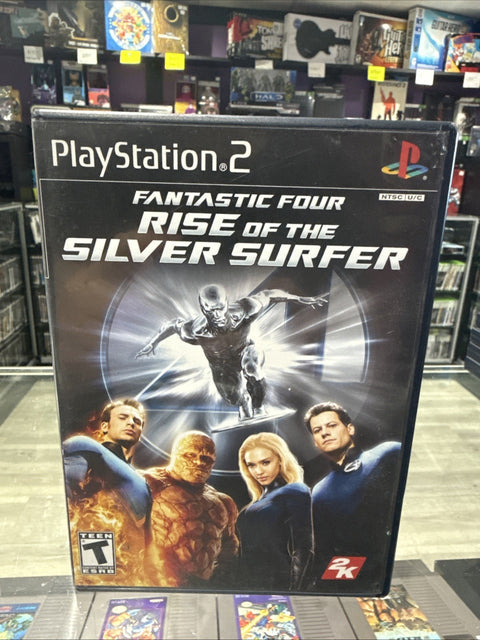 HALO
PlayStation®2
NTSC U/C
FANTASTIC FOUR
RISE OF THE
SILVER SURFER
TEEN
T
ESRB
2K